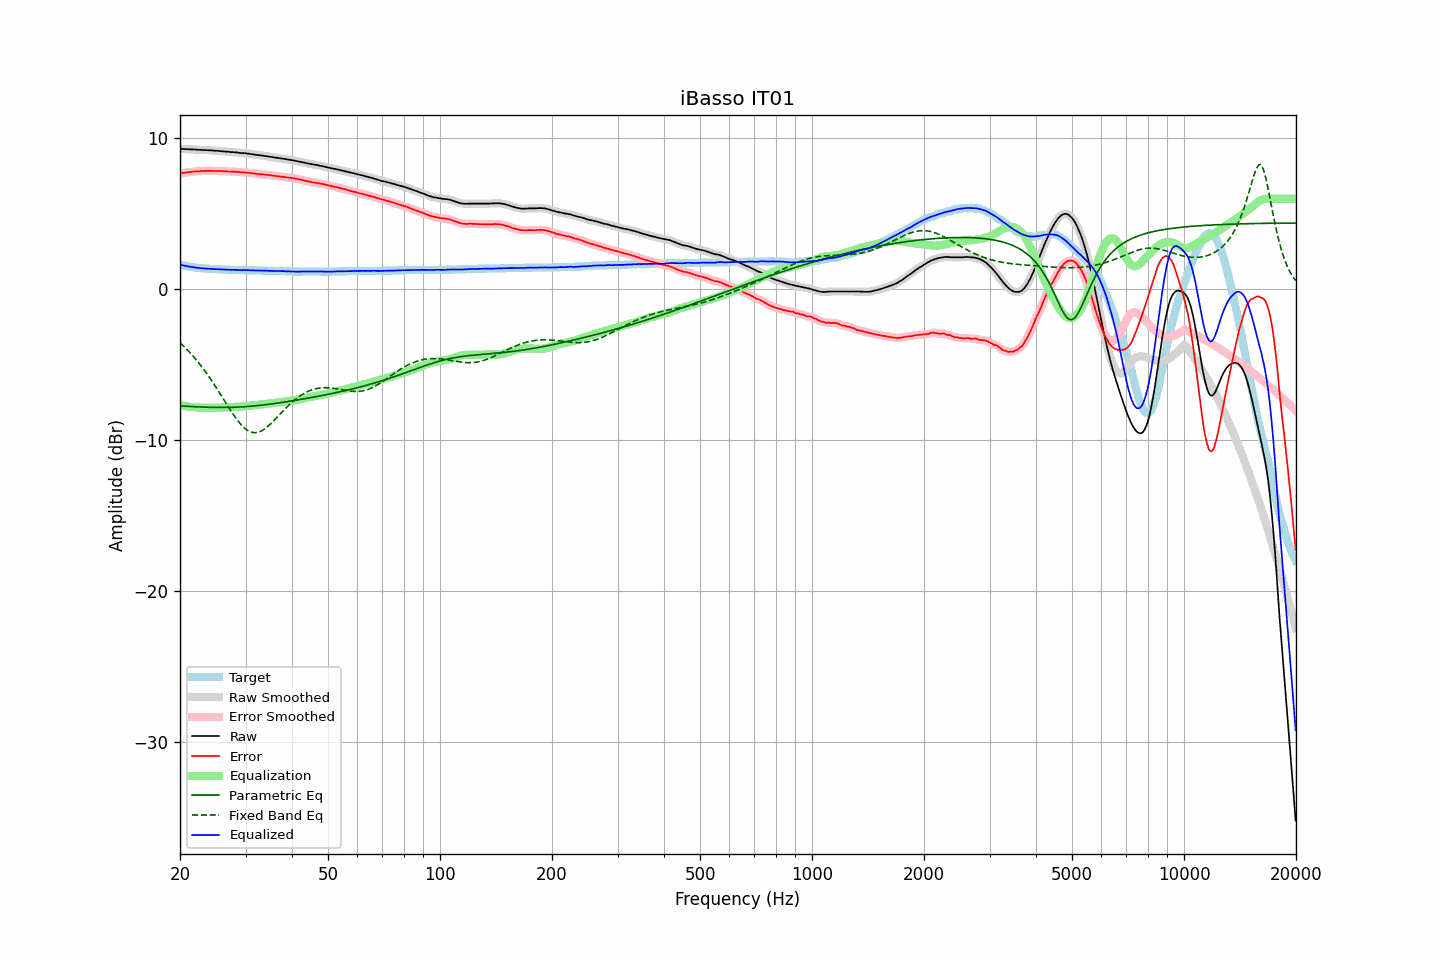 iBasso IT01
Amplitude (dBr)
10
0
−10
−20
−30
Target
Raw Smoothed
Error Smoothed
Raw
Error
Equalization
Parametric Eq
Fixed Band Eq
Equalized
20 50 100 200 500 1000 2000 5000 10000 20000
Frequency (Hz)